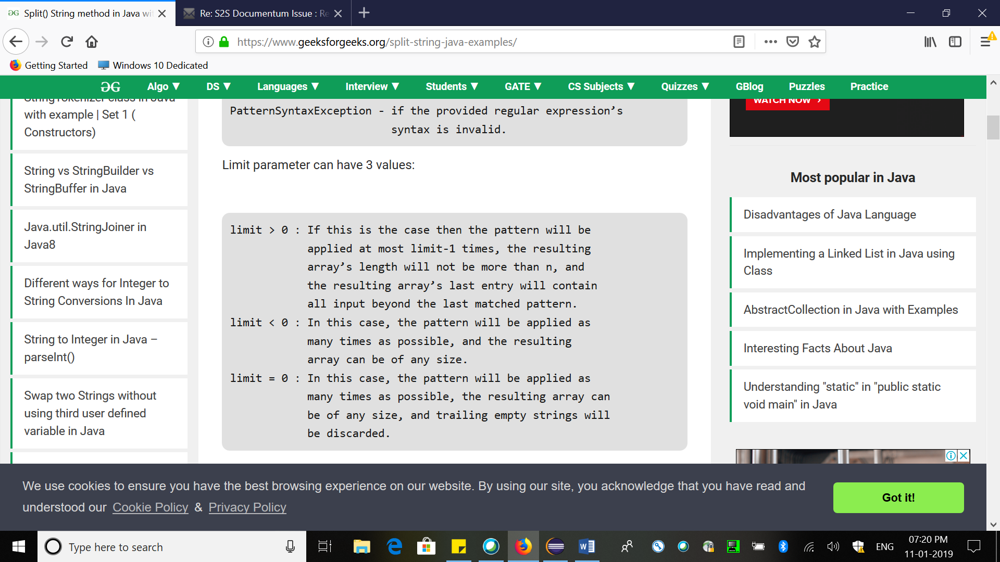 Split() String method in Java wi
Re: S2S Documentum Issue : Re
https://www.geeksforgeeks.org/split-string-java-examples/
Getting Started
Windows 10 Dedicated
Algo ▼ DS ▼ Languages ▼ Interview ▼ Students ▼ GATE ▼ CS Subjects ▼ Quizzes ▼ GBlog Puzzles Practice
StringTokenizer class in Java
with example | Set 1 (
Constructors)
String vs StringBuilder vs
StringBuffer in Java
Java.util.StringJoiner in
Java8
Different ways for Integer to
String Conversions In Java
String to Integer in Java –
parseInt()
Swap two Strings without
using third user defined
variable in Java
PatternSyntaxException - if the provided regular expression’s
syntax is invalid.
Limit parameter can have 3 values:
limit > 0 : If this is the case then the pattern will be
applied at most limit-1 times, the resulting
array’s length will not be more than n, and
the resulting array’s last entry will contain
all input beyond the last matched pattern.
limit < 0 : In this case, the pattern will be applied as
many times as possible, and the resulting
array can be of any size.
limit = 0 : In this case, the pattern will be applied as
many times as possible, the resulting array can
be of any size, and trailing empty strings will
be discarded.
WATCH NOW ›
Most popular in Java
Disadvantages of Java Language
Implementing a Linked List in Java using
Class
AbstractCollection in Java with Examples
Interesting Facts About Java
Understanding "static" in "public static
void main" in Java
We use cookies to ensure you have the best browsing experience on our website. By using our site, you acknowledge that you have read and
understood our Cookie Policy & Privacy Policy
Got it!
Type here to search
ENG
07:20 PM
11-01-2019